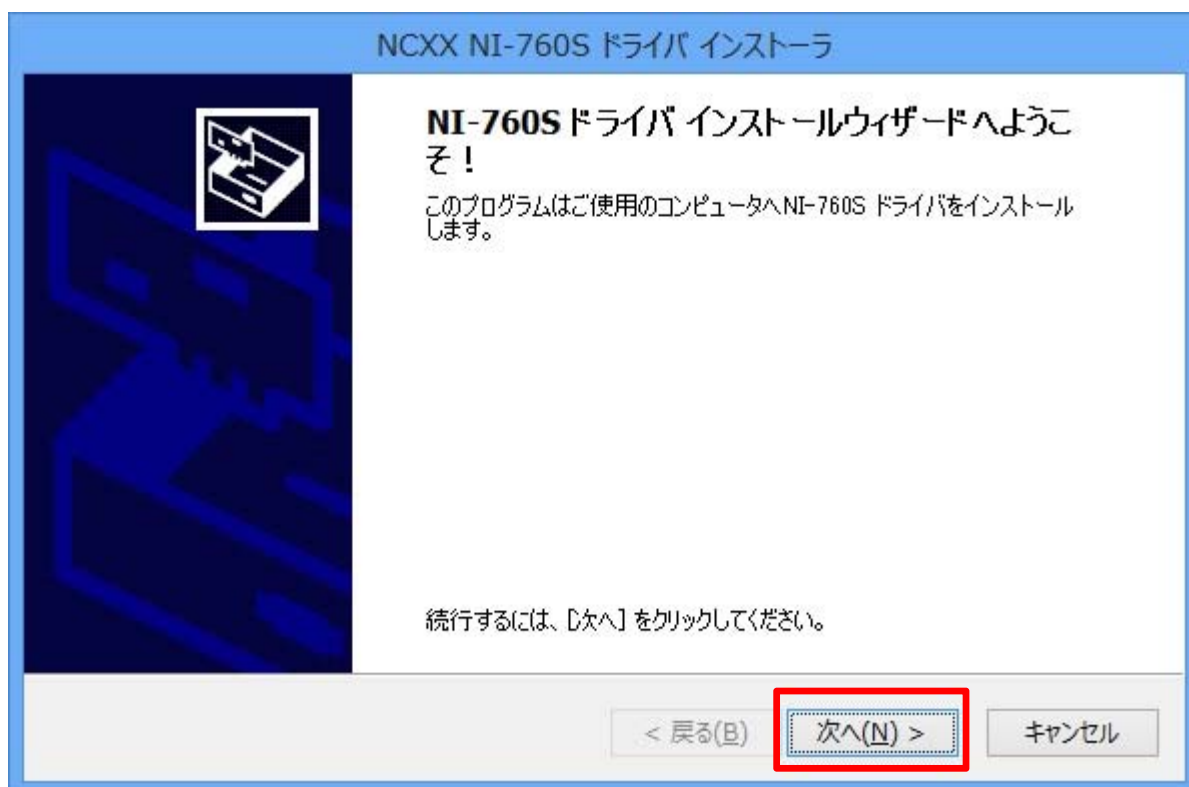 NCXX NI-760S ドライバ インストーラ
NI-760S ドライバ インストールウィザードへようこ
そ！
このプログラムはご使用のコンピュータへNI-760S ドライバをインストール
します。
続行するには、[次へ] をクリックしてください。
< 戻る(B)
次へ(N) >
キャンセル